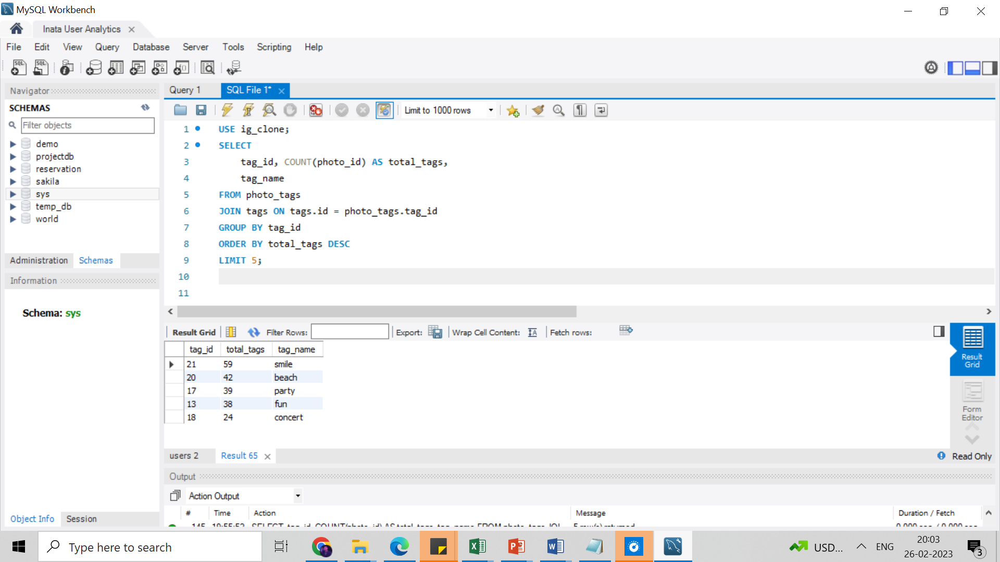 MySQL Workbench
Inata User Analytics
File Edit View Query Database Server Tools Scripting Help
SQL SQL
Navigator
SCHEMAS
Filter objects
demo
projectdb
reservation
sakila
sys
temp_db
world
Administration Schemas
Information
Schema: sys
Object Info Session
Query 1 SQL File 1*
Limit to 1000 rows
1 USE ig_clone;
2 SELECT
3 tag_id, COUNT(photo_id) AS total_tags,
4 tag_name
5 FROM photo_tags
6 JOIN tags ON tags.id = photo_tags.tag_id
7 GROUP BY tag_id
8 ORDER BY total_tags DESC
9 LIMIT 5;
10
11
Result Grid Filter Rows: Export: Wrap Cell Content: Fetch rows:
tag_id total_tags tag_name
21 59 smile
20 42 beach
17 39 party
13 38 fun
18 24 concert
Result Grid
Form Editor
users 2 Result 65 Read Only
Output
Action Output
# Time Action Message Duration / Fetch
145 19:55:52 SELECT tag_id, COUNT(photo_id) AS total_tags, tag_name FROM photo_tags JOI... 5 row(s) returned 0.000 sec / 0.000 sec
Type here to search
USD... ENG 20:03
26-02-2023 3